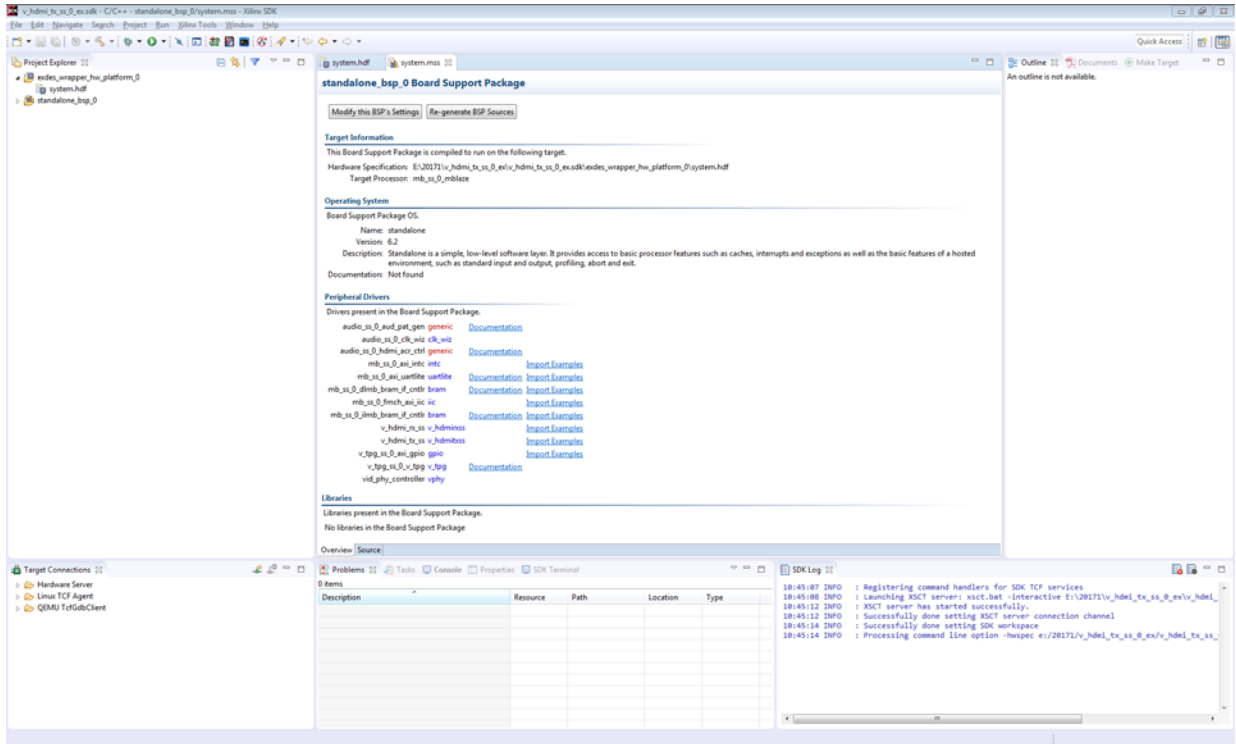 v_hdmi_tx_ss_0_ex.sdk - C/C++ - standalone_bsp_0/system.mss - Xilinx SDK
File Edit Navigate Search Project Run Xilinx Tools Window Help
Quick Access
Project Explorer
exdes_wrapper_hw_platform_0
system.hdf
standalone_bsp_0
system.hdf system.mss
standalone_bsp_0 Board Support Package
Modify this BSP's Settings Re-generate BSP Sources
Target Information
This Board Support Package is compiled to run on the following target.
Hardware Specification: E:\20171\v_hdmi_tx_ss_0_ex\v_hdmi_tx_ss_0_ex.sdk\exdes_wrapper_hw_platform_0\system.hdf
Target Processor: mb_ss_0_mblaze
Operating System
Board Support Package OS.
Name: standalone
Version: 6.2
Description: Standalone is a simple, low-level software layer. It provides access to basic processor features such as caches, interrupts and exceptions as well as the basic features of a hosted
environment, such as standard input and output, profiling, abort and exit.
Documentation: Not found
Peripheral Drivers
Drivers present in the Board Support Package.
audio_ss_0_aud_pat_gen generic Documentation
audio_ss_0_clk_wiz clk_wiz
audio_ss_0_hdmi_acr_ctrl generic Documentation
mb_ss_0_axi_intc intc Import Examples
mb_ss_0_axi_uartlite uartlite Documentation Import Examples
mb_ss_0_dlmb_bram_if_cntlr bram Documentation Import Examples
mb_ss_0_fmch_axi_iic iic Import Examples
mb_ss_0_ilmb_bram_if_cntlr bram Documentation Import Examples
v_hdmi_rx_ss v_hdmirxss Import Examples
v_hdmi_tx_ss v_hdmitxss Import Examples
v_tpg_ss_0_axi_gpio gpio Import Examples
v_tpg_ss_0_v_tpg v_tpg Documentation
vid_phy_controller vphy
Libraries
Libraries present in the Board Support Package.
No libraries in the Board Support Package
Overview Source
Outline Documents Make Target
An outline is not available.
Target Connections
Hardware Server
Linux TCF Agent
QEMU TcfGdbClient
Problems Tasks Console Properties SDK Terminal
0 items
Description Resource Path Location Type
SDK Log
10:45:07 INFO : Registering command handlers for SDK TCF services
10:45:08 INFO : Launching XSCT server: xsct.bat -interactive E:\20171\v_hdmi_tx_ss_0_ex\v_hdmi_
10:45:12 INFO : XSCT server has started successfully.
10:45:12 INFO : Successfully done setting XSCT server connection channel
10:45:14 INFO : Successfully done setting SDK workspace
10:45:14 INFO : Processing command line option -hwspec e:/20171/v_hdmi_tx_ss_0_ex/v_hdmi_tx_ss_